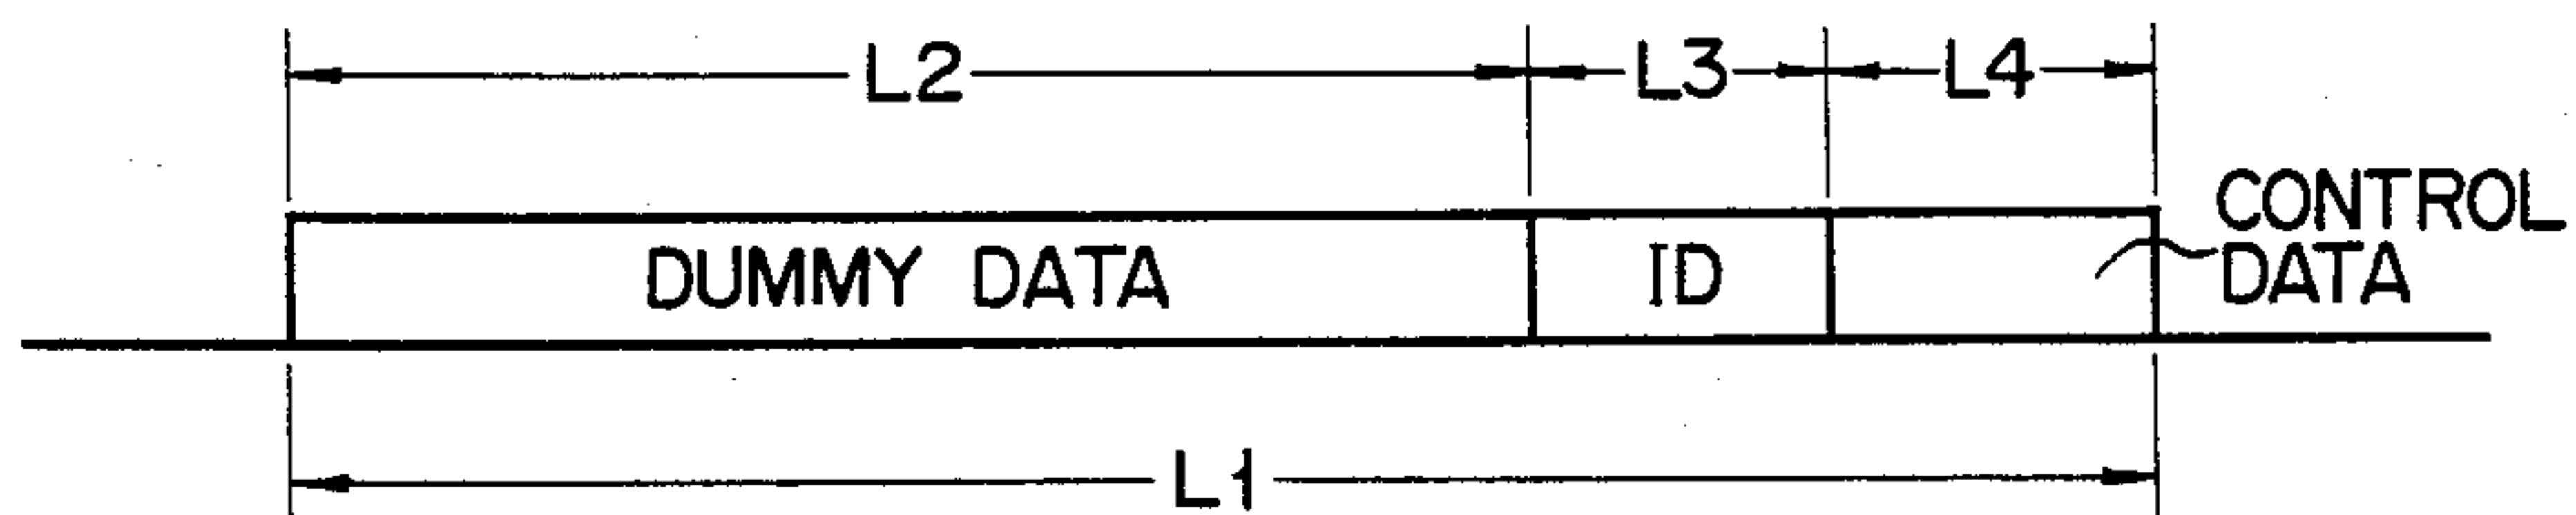 L2 L3 L4
CONTROL
DUMMY DATA ID DATA
L1